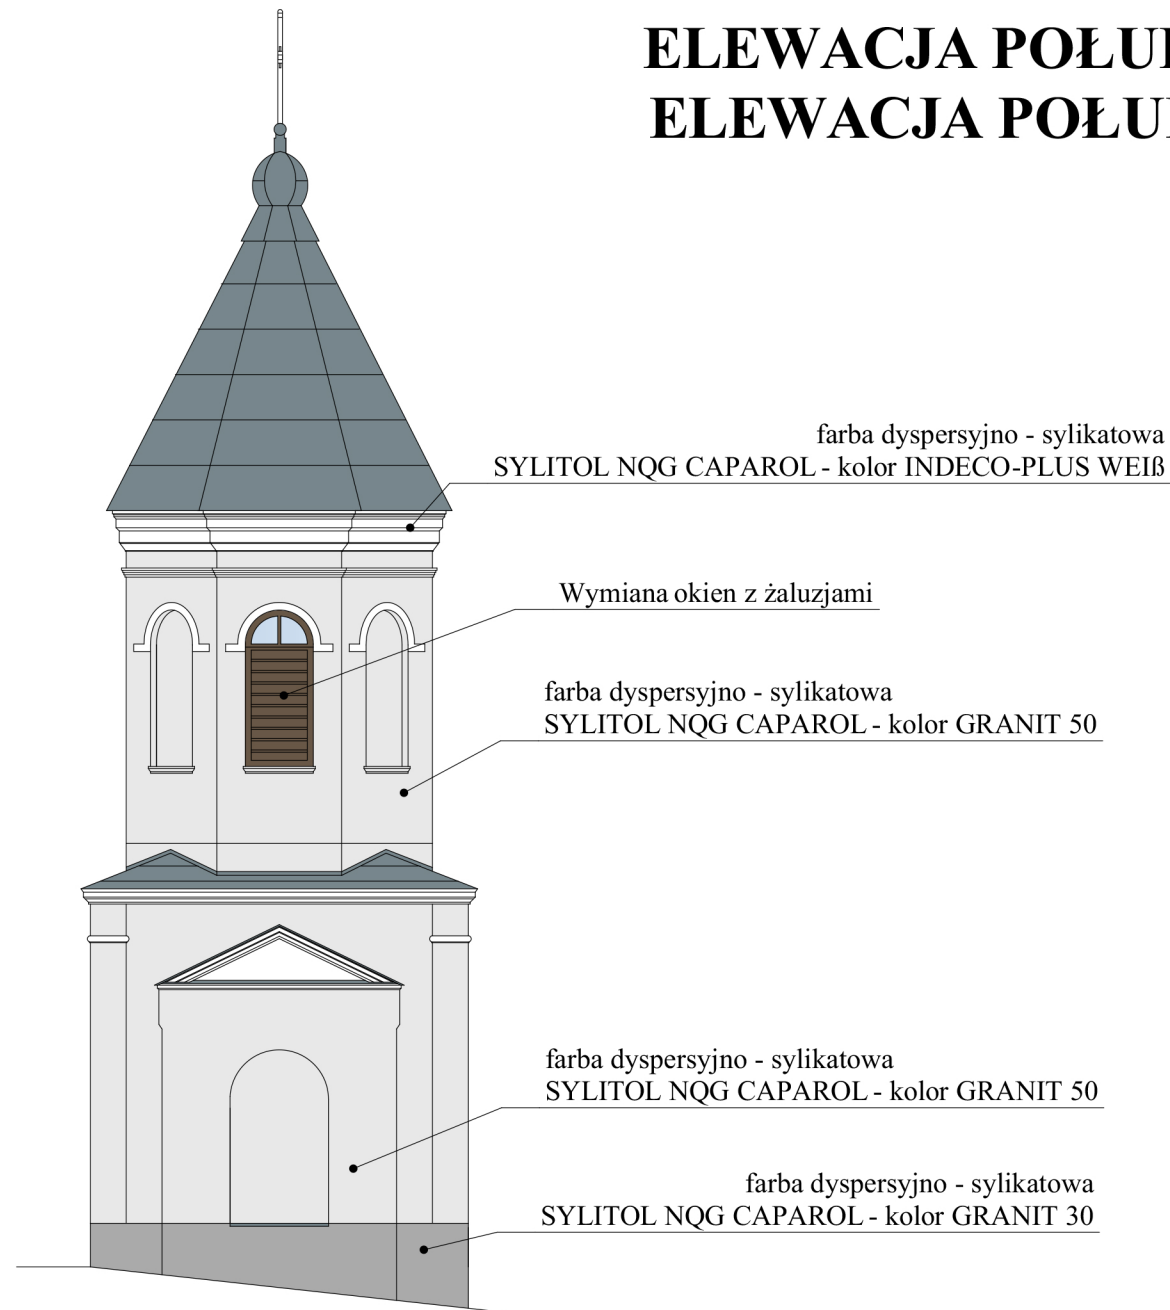 ELEWACJA
ELEWACJA
farba dyspersyjno - sylikatowa
SYLITOL NQG CAPAROL - kolor INDECO-PLUS WEIß
Wymiana okien z żaluzjami
farba dyspersyjno - sylikatowa
SYLITOL NQG CAPAROL - kolor GRANIT 50
farba dyspersyjno - sylikatowa
SYLITOL NQG CAPAROL - kolor GRANIT 50
farba dyspersyjno - sylikatowa
SYLITOL NQG CAPAROL - kolor GRANIT 30